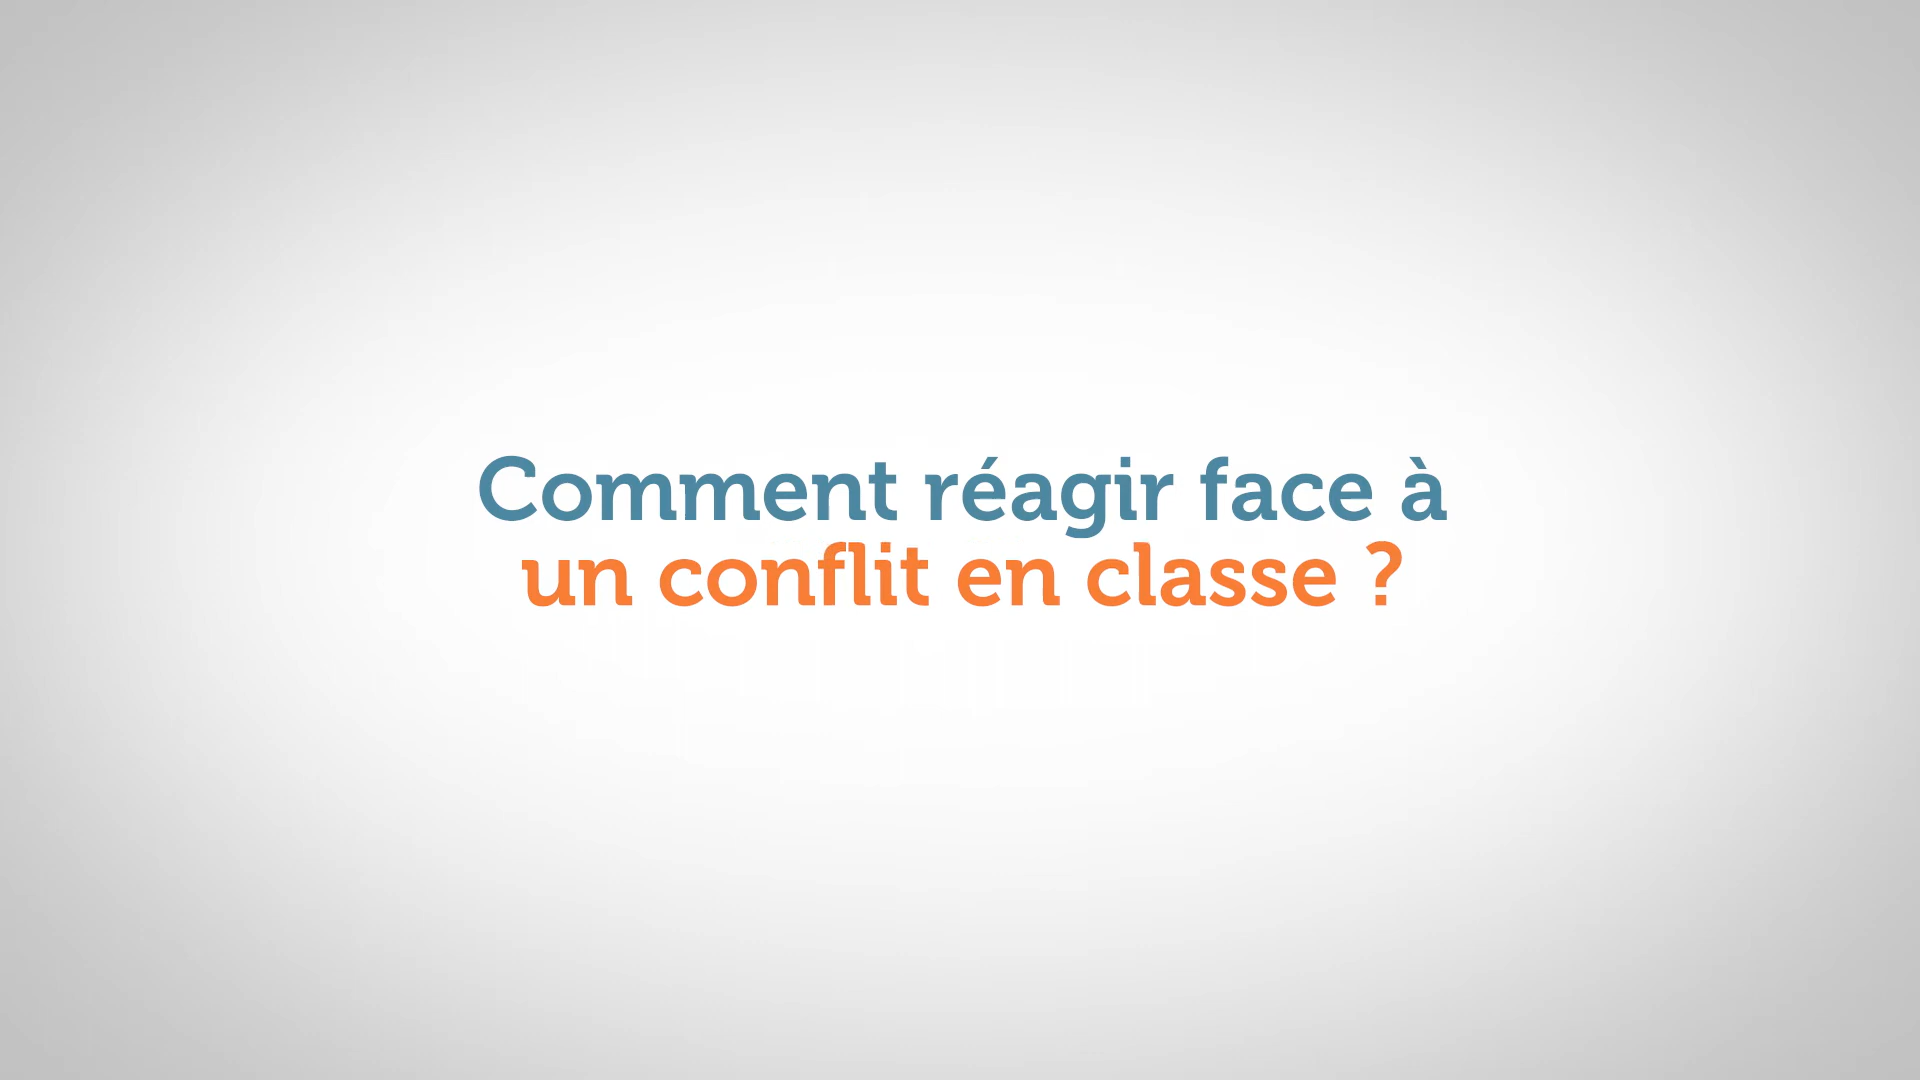 Comment réagir face à
un conflit en classe ?